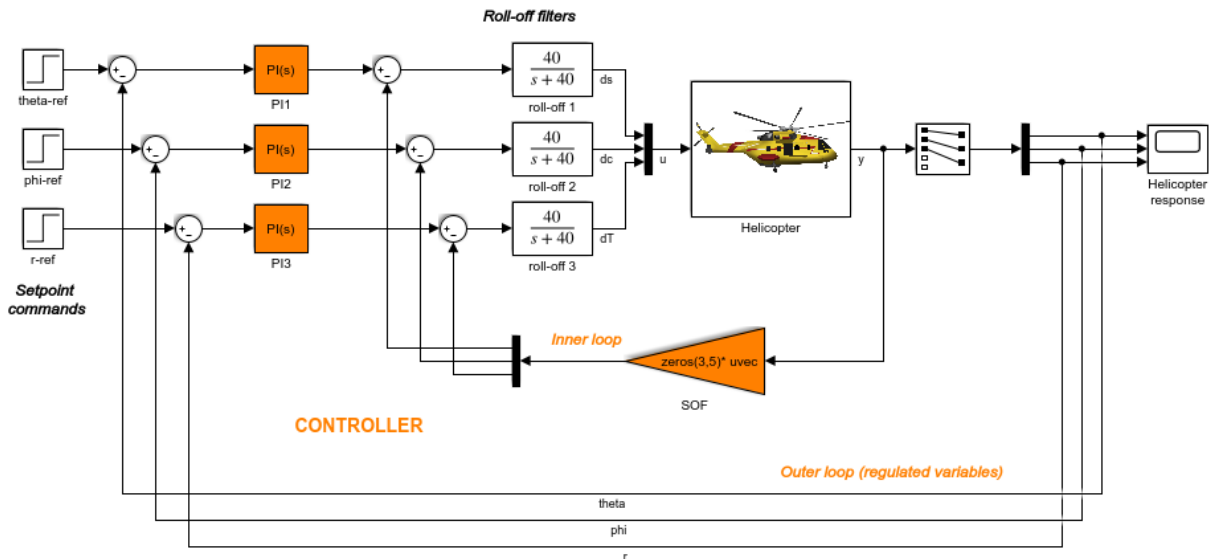 Roll-off filters
theta-ref
+
-
PI(s)
PI1
+
-
40
s + 40
roll-off 1
ds
phi-ref
+
-
PI(s)
PI2
+
-
40
s + 40
roll-off 2
dc
r-ref
+
-
PI(s)
PI3
+
-
40
s + 40
roll-off 3
dT
u
Helicopter
y
Helicopter
response
Setpoint
commands
Inner loop
zeros(3,5)* uvec
SOF
CONTROLLER
Outer loop (regulated variables)
theta
phi
r